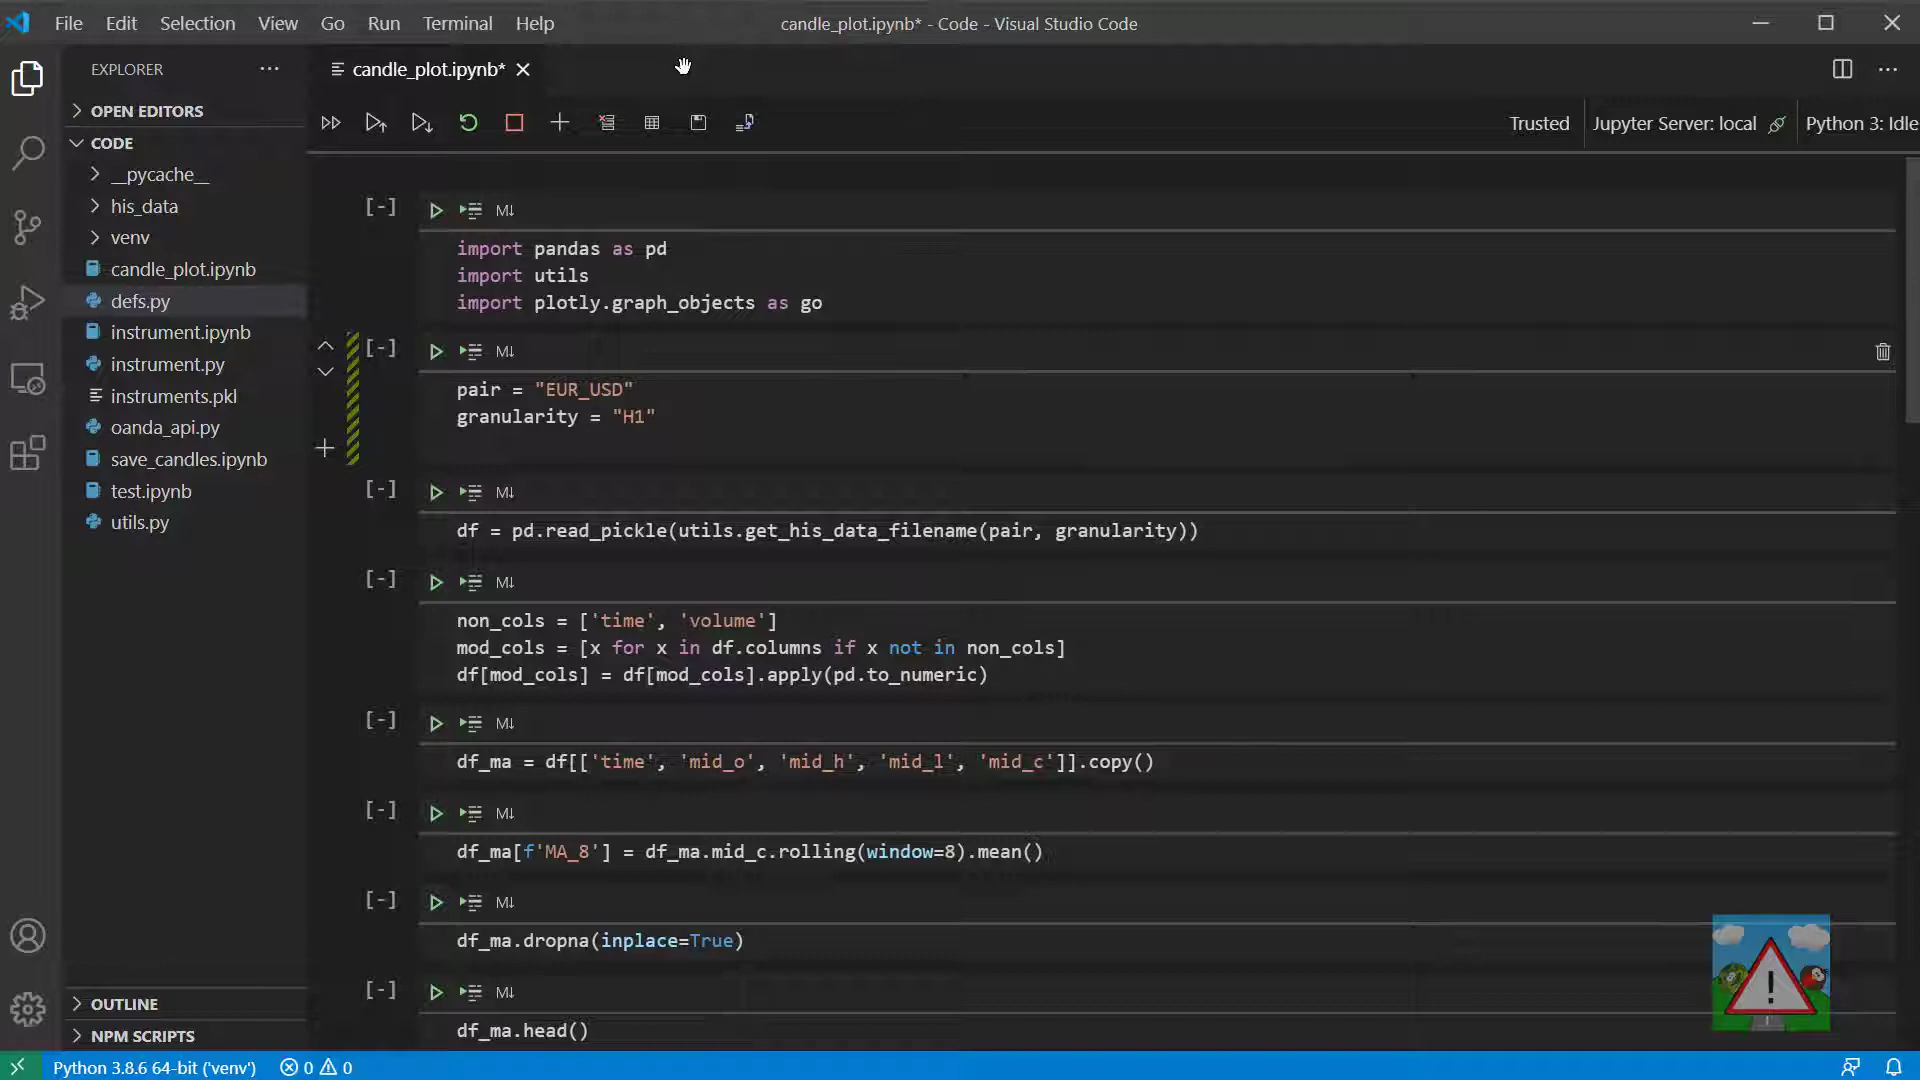 File Edit Selection View Go Run Terminal Help
candle_plot.ipynb* - Code - Visual Studio Code
EXPLORER
candle_plot.ipynb*
OPEN EDITORS
CODE
__pycache__
his_data
venv
candle_plot.ipynb
defs.py
instrument.ipynb
instrument.py
instruments.pkl
oanda_api.py
save_candles.ipynb
test.ipynb
utils.py
OUTLINE
NPM SCRIPTS
Trusted
Jupyter Server: local
Python 3: Idle
[-] M↓
import pandas as pd
import utils
import plotly.graph_objects as go
[-] M↓
pair = "EUR_USD"
granularity = "H1"
[-] M↓
df = pd.read_pickle(utils.get_his_data_filename(pair, granularity))
[-] M↓
non_cols = ['time', 'volume']
mod_cols = [x for x in df.columns if x not in non_cols]
df[mod_cols] = df[mod_cols].apply(pd.to_numeric)
[-] M↓
df_ma = df[['time', 'mid_o', 'mid_h', 'mid_l', 'mid_c']].copy()
[-] M↓
df_ma[f'MA_8'] = df_ma.mid_c.rolling(window=8).mean()
[-] M↓
df_ma.dropna(inplace=True)
[-] M↓
df_ma.head()
Python 3.8.6 64-bit ('venv') 0 0